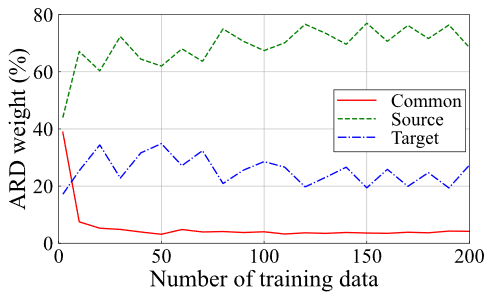 80
60
40
20
0
ARD weight (%)
Common
Source
Target
0 50 100 150 200
Number of training data